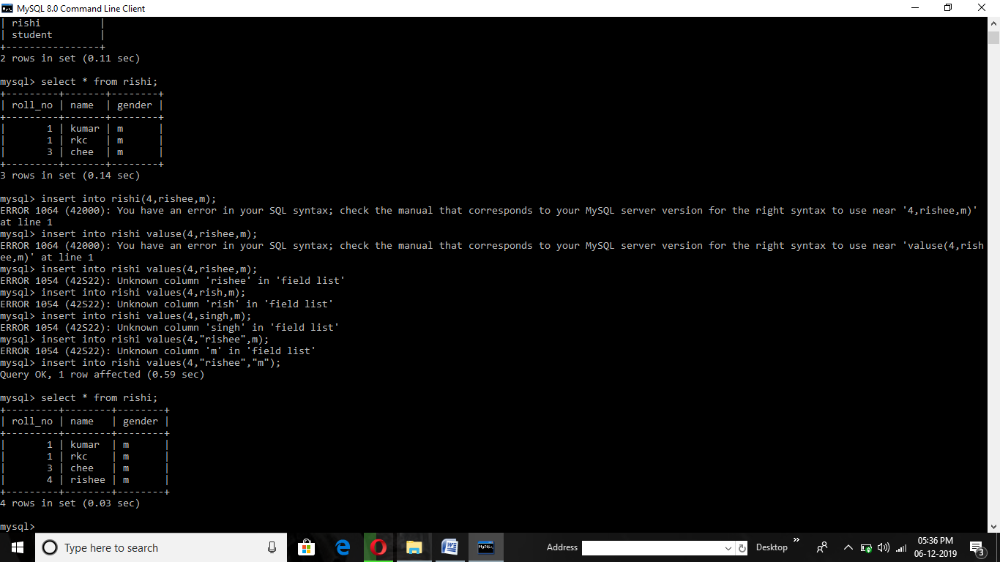 MySQL 8.0 Command Line Client
| rishi          |
| student        |
+----------------+
2 rows in set (0.11 sec)
mysql> select * from rishi;
+---------+-------+--------+
| roll_no | name  | gender |
+---------+-------+--------+
|       1 | kumar | m      |
|       1 | rkc   | m      |
|       3 | chee  | m      |
+---------+-------+--------+
3 rows in set (0.14 sec)
mysql> insert into rishi(4,rishee,m);
ERROR 1064 (42000): You have an error in your SQL syntax; check the manual that corresponds to your MySQL server version for the right syntax to use near '4,rishee,m)'
at line 1
mysql> insert into rishi valuse(4,rishee,m);
ERROR 1064 (42000): You have an error in your SQL syntax; check the manual that corresponds to your MySQL server version for the right syntax to use near 'valuse(4,rish
ee,m)' at line 1
mysql> insert into rishi values(4,rishee,m);
ERROR 1054 (42S22): Unknown column 'rishee' in 'field list'
mysql> insert into rishi values(4,rish,m);
ERROR 1054 (42S22): Unknown column 'rish' in 'field list'
mysql> insert into rishi values(4,singh,m);
ERROR 1054 (42S22): Unknown column 'singh' in 'field list'
mysql> insert into rishi values(4,"rishee",m);
ERROR 1054 (42S22): Unknown column 'm' in 'field list'
mysql> insert into rishi values(4,"rishee","m");
Query OK, 1 row affected (0.59 sec)
mysql> select * from rishi;
+---------+--------+--------+
| roll_no | name   | gender |
+---------+--------+--------+
|       1 | kumar  | m      |
|       1 | rkc    | m      |
|       3 | chee   | m      |
|       4 | rishee | m      |
+---------+--------+--------+
4 rows in set (0.03 sec)
mysql>
Type here to search
Address
Desktop
05:36 PM
06-12-2019
3